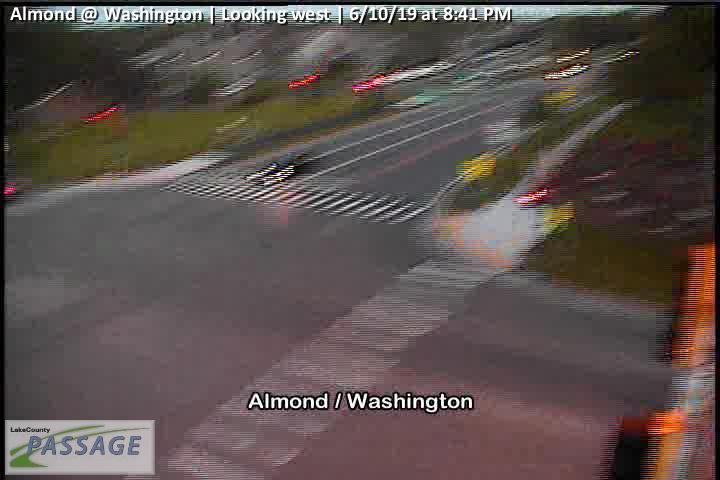 Almond @ Washington | Looking west | 6/10/19 at 8:41 PM
Almond / Washington
LakeCounty
PASSAGE